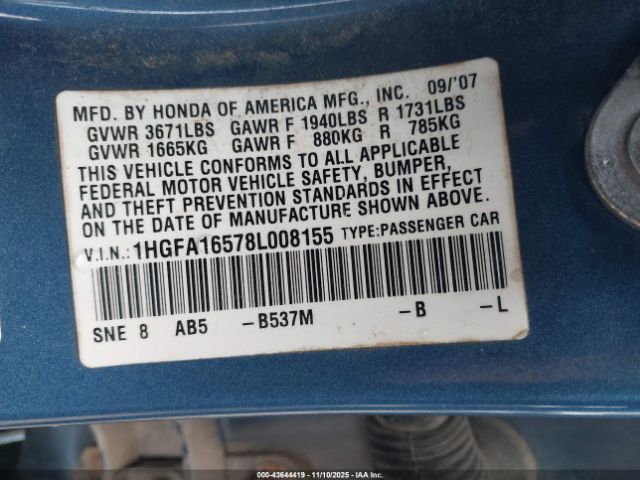 MFD. BY HONDA OF AMERICA MFG., INC. 09/'07
GVWR 3671LBS GAWR F 1940LBS R 1731LBS
GVWR 1665KG GAWR F 880KG R 785KG
THIS VEHICLE CONFORMS TO ALL APPLICABLE
FEDERAL MOTOR VEHICLE SAFETY, BUMPER,
AND THEFT PREVENTION STANDARDS IN EFFECT
ON THE DATE OF MANUFACTURE SHOWN ABOVE.
V.I.N.: 1HGFA16578L008155 TYPE:PASSENGER CAR
SNE 8 AB5 -B537M -B -L
000-43644419 | 11/10/2025 | IAA Inc.